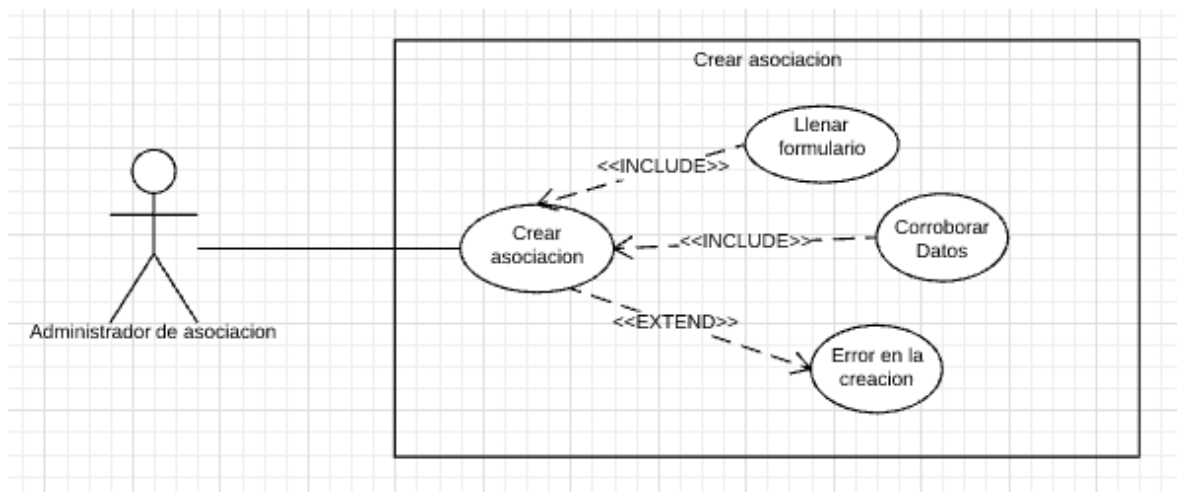 Crear asociacion
Llenar
formulario
<<INCLUDE>>
Crear
asociacion
<<INCLUDE>>
Corroborar
Datos
<<EXTEND>>
Administrador de asociacion
Error en la
creacion